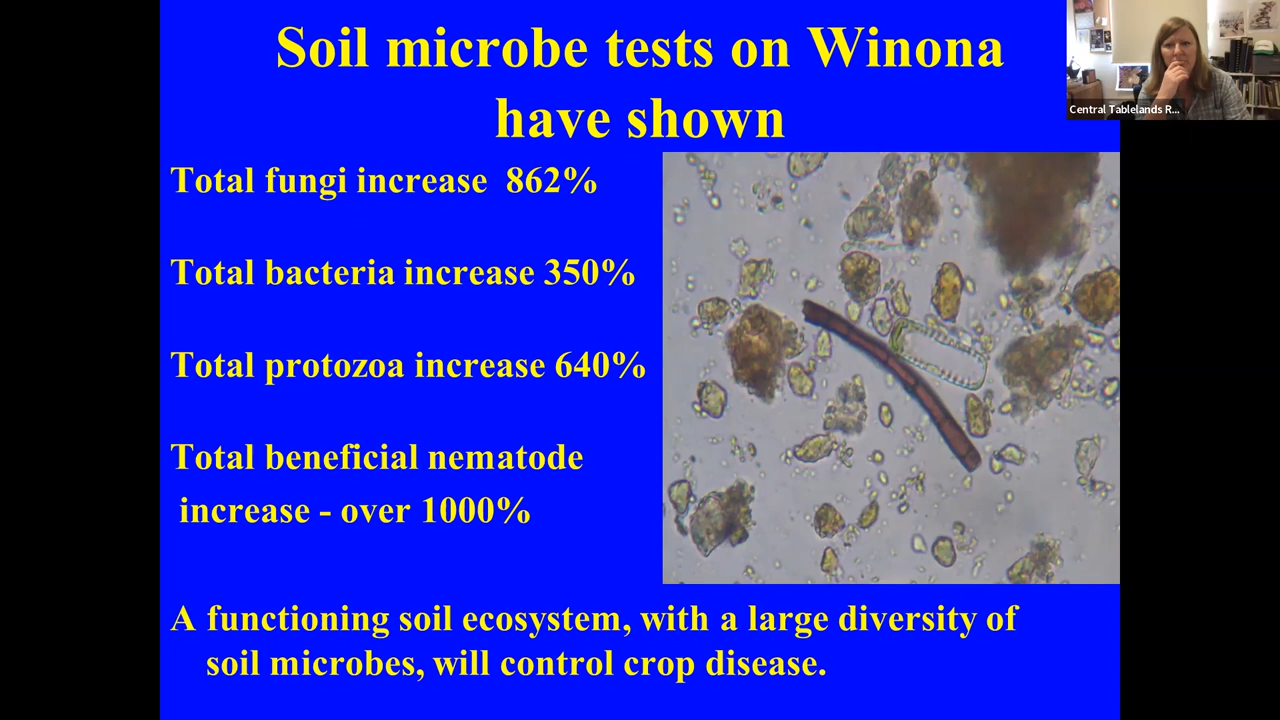 Soil microbe tests on Winona
have shown
Central Tablelands R...
Total fungi increase 862%
Total bacteria increase 350%
Total protozoa increase 640%
Total beneficial nematode
increase - over 1000%
A functioning soil ecosystem, with a large diversity of
soil microbes, will control crop disease.